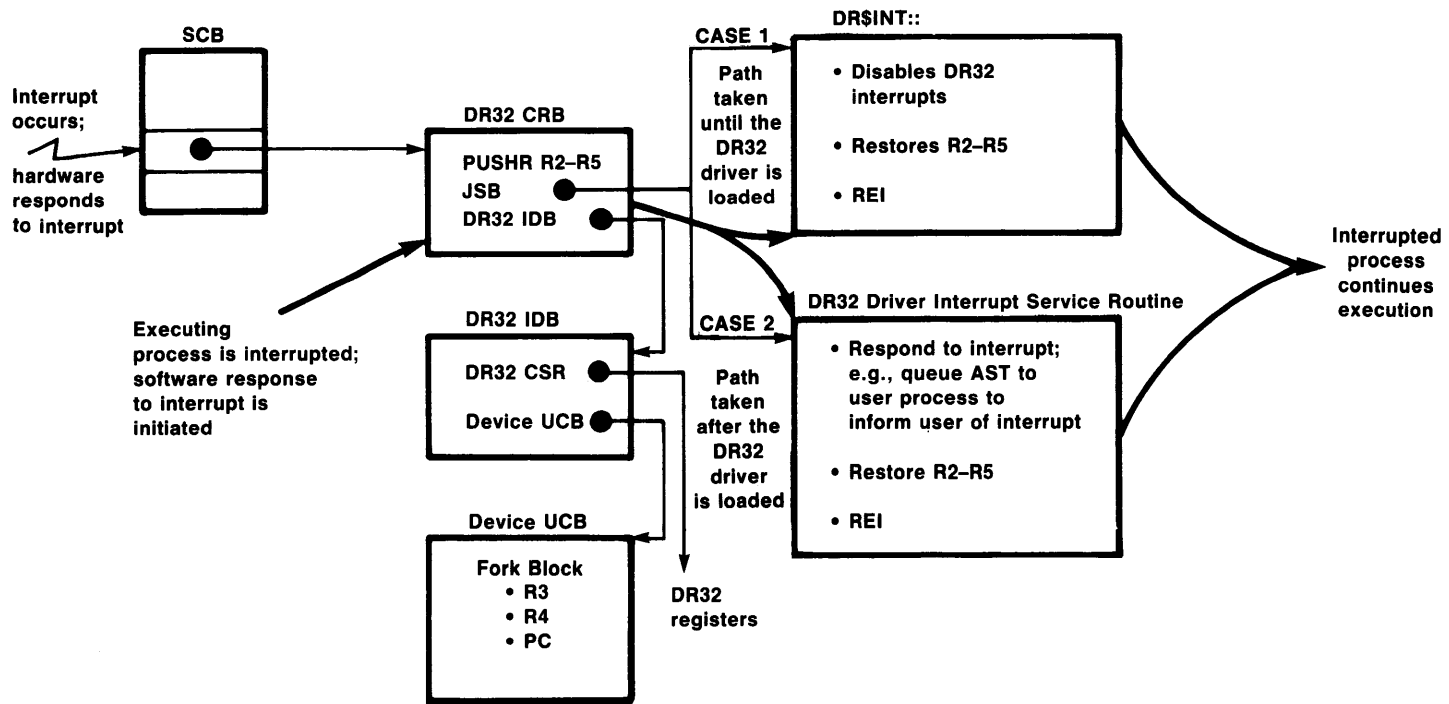 SCB
Interrupt
occurs;
hardware
responds
to interrupt
DR32 CRB
PUSHR R2–R5
JSB
DR32 IDB
Executing
process is interrupted;
software response
to interrupt is
initiated
DR32 IDB
DR32 CSR
Device UCB
Device UCB
Fork Block
• R3
• R4
• PC
DR32
registers
CASE 1
Path
taken
until the
DR32
driver is
loaded
CASE 2
Path
taken
after the
DR32
driver
is loaded
DR$INT::
• Disables DR32
interrupts
• Restores R2–R5
• REI
DR32 Driver Interrupt Service Routine
• Respond to interrupt;
e.g., queue AST to
user process to
inform user of interrupt
• Restore R2–R5
• REI
Interrupted
process
continues
execution